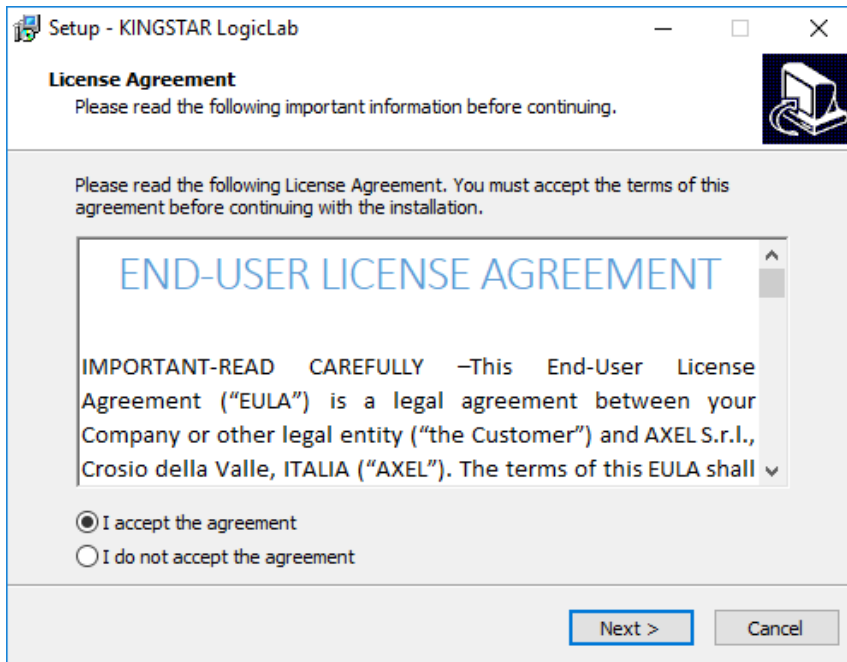 Setup - KINGSTAR LogicLab
License Agreement
Please read the following important information before continuing.
Please read the following License Agreement. You must accept the terms of this
agreement before continuing with the installation.
END-USER LICENSE AGREEMENT
IMPORTANT-READ CAREFULLY –This End-User License
Agreement (“EULA”) is a legal agreement between your
Company or other legal entity (“the Customer”) and AXEL S.r.l.,
Crosio della Valle, ITALIA (“AXEL”). The terms of this EULA shall
I accept the agreement
I do not accept the agreement
Next >
Cancel